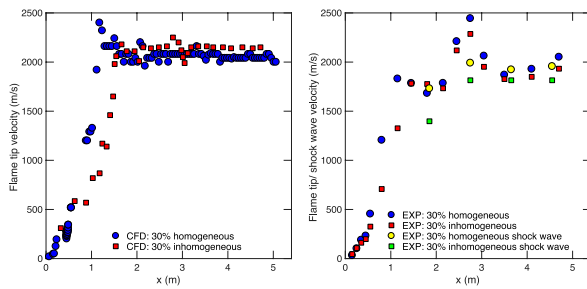 Flame tip velocity (m/s)
2500
2000
1500
1000
500
0
CFD: 30% homogeneous
CFD: 30% inhomogeneous
0 1 2 3 4 5
x (m)
Flame tip/ shock wave velocity (m/s)
2500
2000
1500
1000
500
0
EXP: 30% homogeneous
EXP: 30% inhomogeneous
EXP: 30% homogeneous shock wave
EXP: 30% inhomogeneous shock wave
0 1 2 3 4 5
x (m)